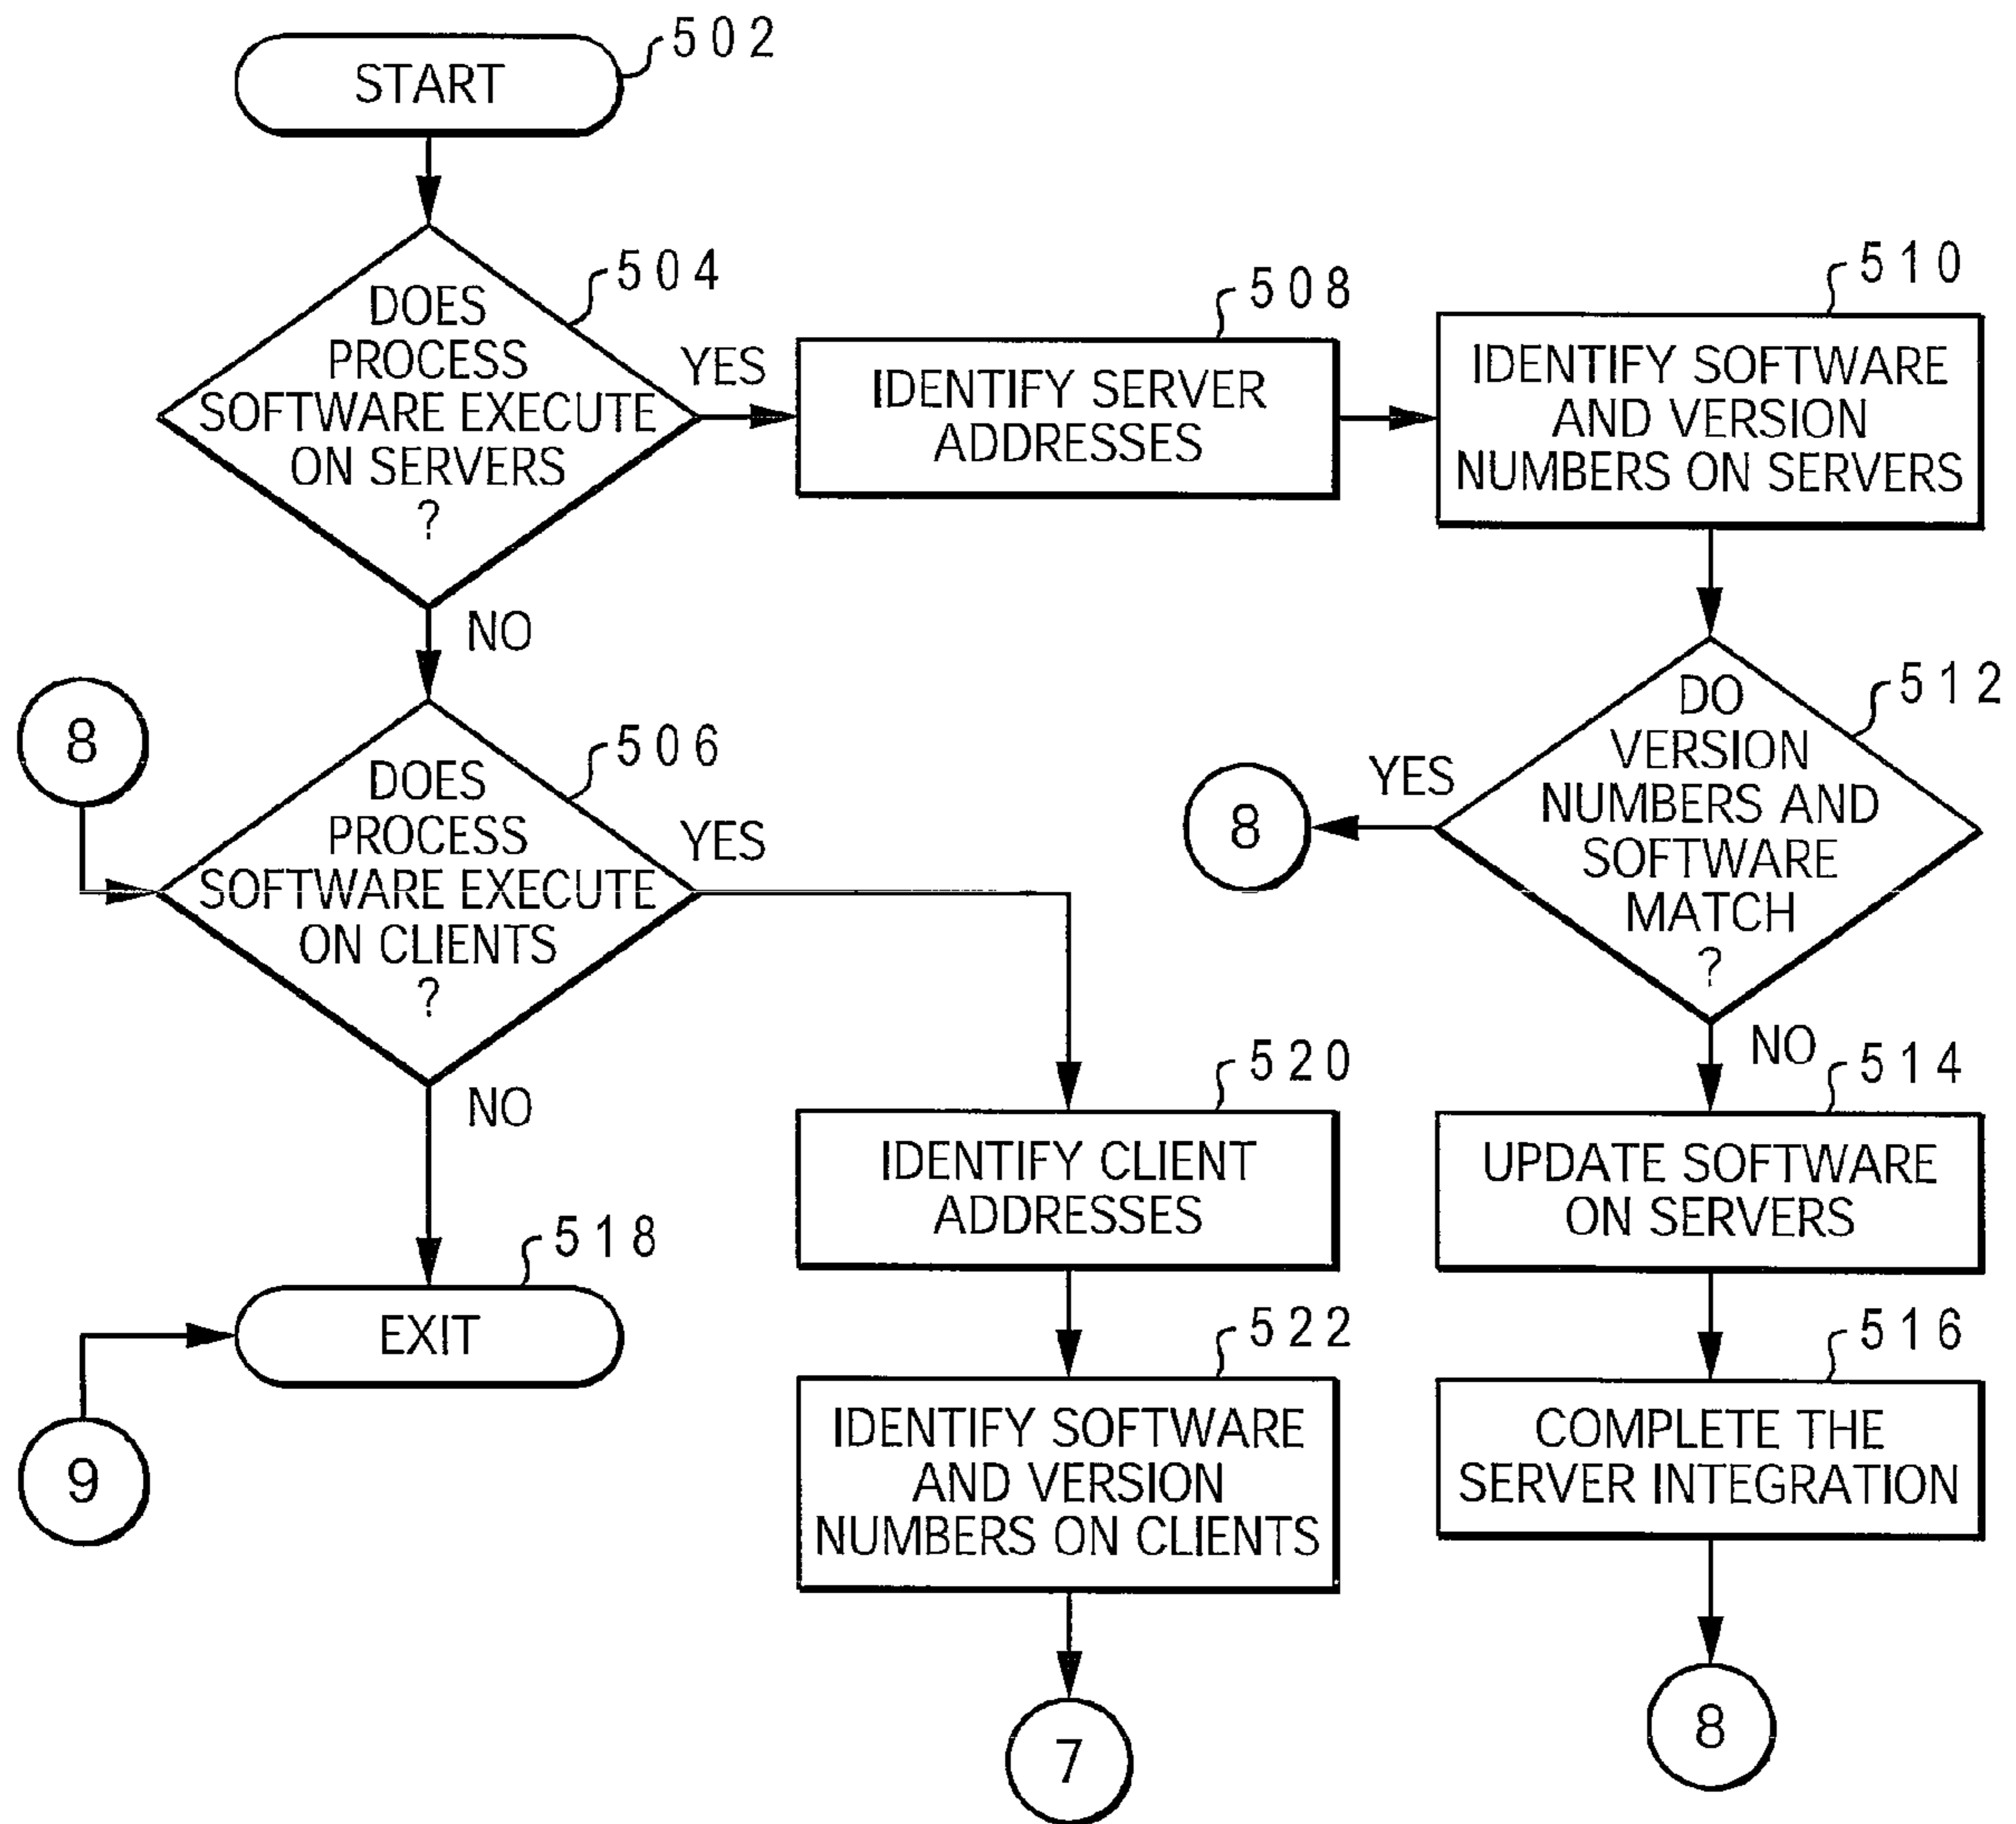 502
START
504
DOES
PROCESS
SOFTWARE EXECUTE
ON SERVERS
?
YES
NO
508
IDENTIFY SERVER
ADDRESSES
510
IDENTIFY SOFTWARE
AND VERSION
NUMBERS ON SERVERS
512
DO
VERSION
NUMBERS AND
SOFTWARE
MATCH
?
YES
8
NO
8
506
DOES
PROCESS
SOFTWARE EXECUTE
ON CLIENTS
?
YES
NO
520
IDENTIFY CLIENT
ADDRESSES
514
UPDATE SOFTWARE
ON SERVERS
518
EXIT
9
522
IDENTIFY SOFTWARE
AND VERSION
NUMBERS ON CLIENTS
7
516
COMPLETE THE
SERVER INTEGRATION
8